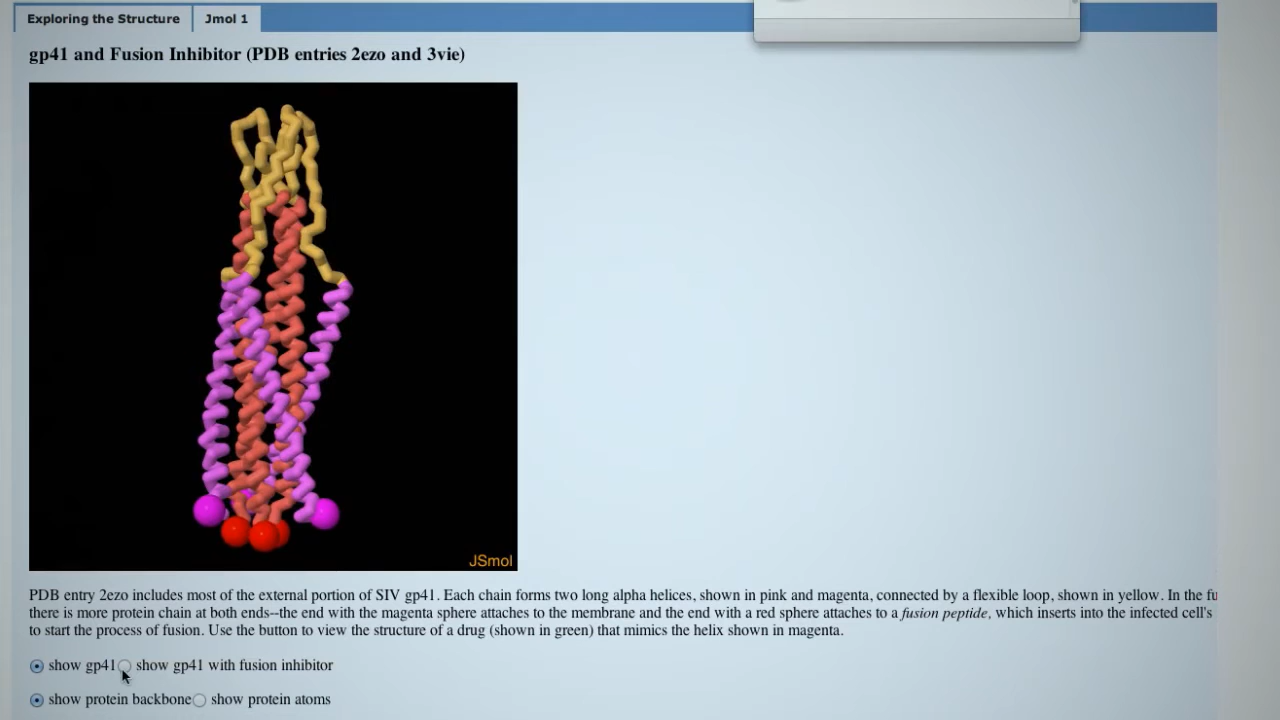 Exploring the Structure
Jmol 1
gp41 and Fusion Inhibitor (PDB entries 2ezo and 3vie)
JSmol
PDB entry 2ezo includes most of the external portion of SIV gp41. Each chain forms two long alpha helices, shown in pink and magenta, connected by a flexible loop, shown in yellow. In the
there is more protein chain at both ends--the end with the magenta sphere attaches to the membrane and the end with a red sphere attaches to a fusion peptide, which inserts into the infected cell's
to start the process of fusion. Use the button to view the structure of a drug (shown in green) that mimics the helix shown in magenta.
show gp41 show gp41 with fusion inhibitor
show protein backbone show protein atoms